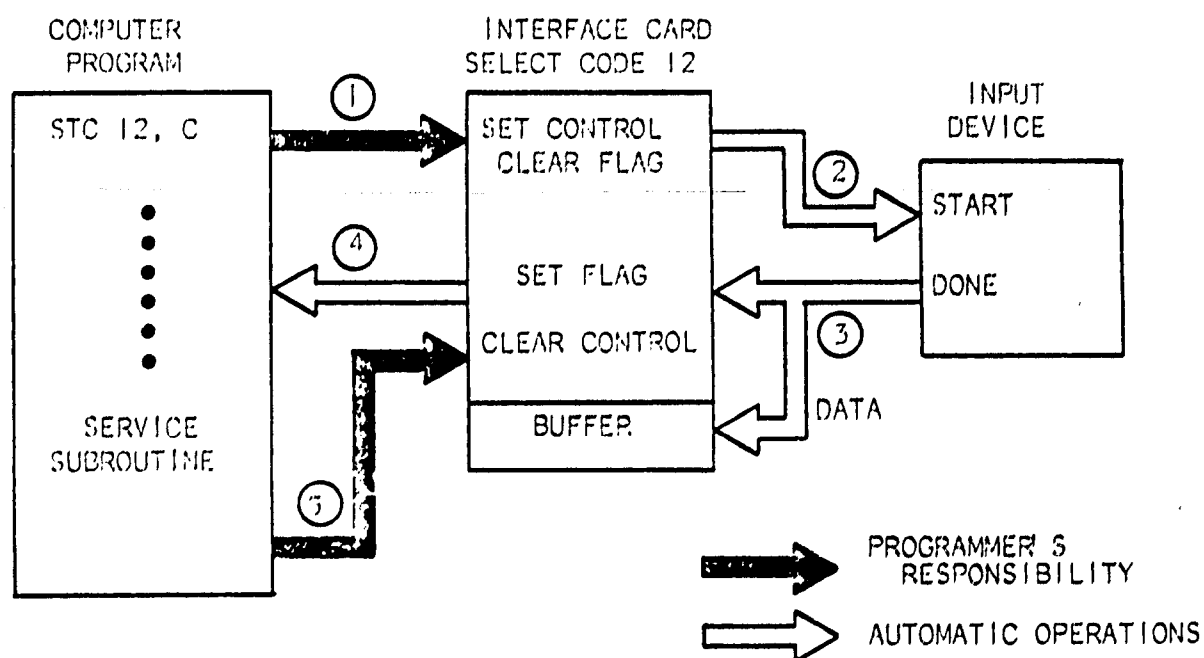 COMPUTER
PROGRAM
INTERFACE CARD
SELECT CODE 12
INPUT
DEVICE
STC 12, C
1
SET CONTROL
CLEAR FLAG
2
START
4
SET FLAG
DONE
3
CLEAR CONTROL
DATA
BUFFER
SERVICE
SUBROUTINE
5
PROGRAMMER'S
RESPONSIBILITY
AUTOMATIC OPERATIONS